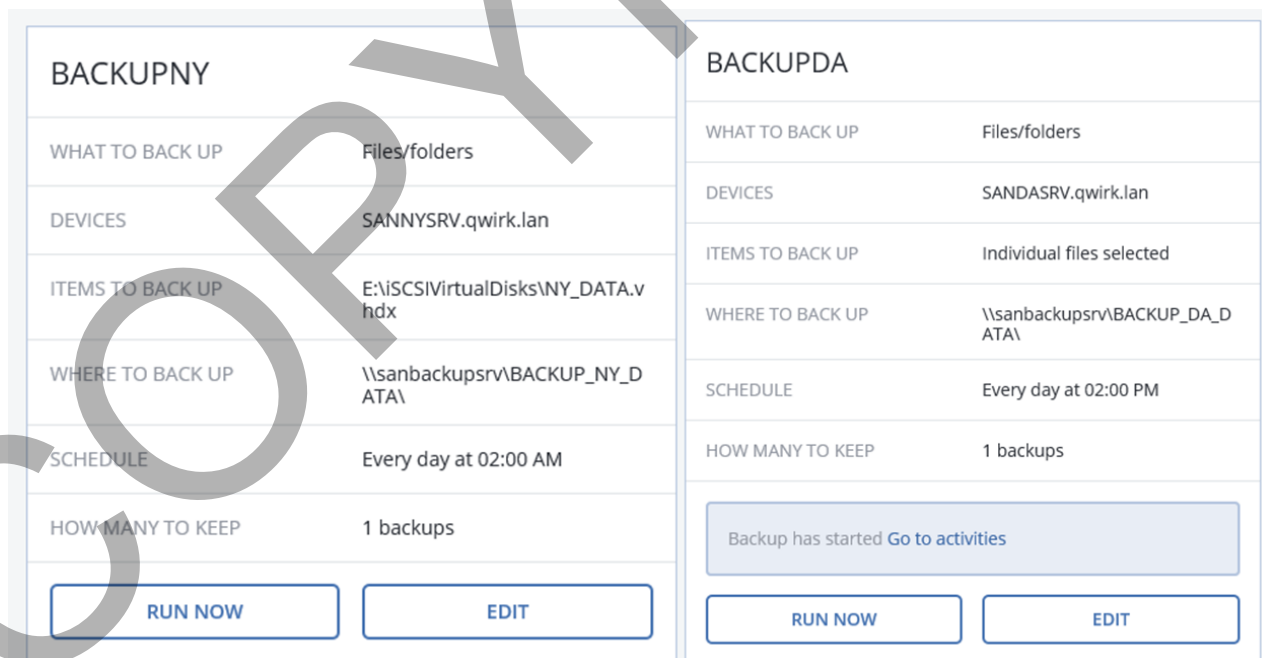 BACKUPNY
WHAT TO BACK UP Files/folders
DEVICES SANNYSRV.qwirk.lan
ITEMS TO BACK UP E:\iSCSIVirtualDisks\NY_DATA.v
hdx
WHERE TO BACK UP \\sanbackupsrv\BACKUP_NY_D
ATA\
SCHEDULE Every day at 02:00 AM
HOW MANY TO KEEP 1 backups
RUN NOW EDIT
BACKUPDA
WHAT TO BACK UP Files/folders
DEVICES SANDASRV.qwirk.lan
ITEMS TO BACK UP Individual files selected
WHERE TO BACK UP \\sanbackupsrv\BACKUP_DA_D
ATA\
SCHEDULE Every day at 02:00 PM
HOW MANY TO KEEP 1 backups
Backup has started Go to activities
RUN NOW EDIT
COPY